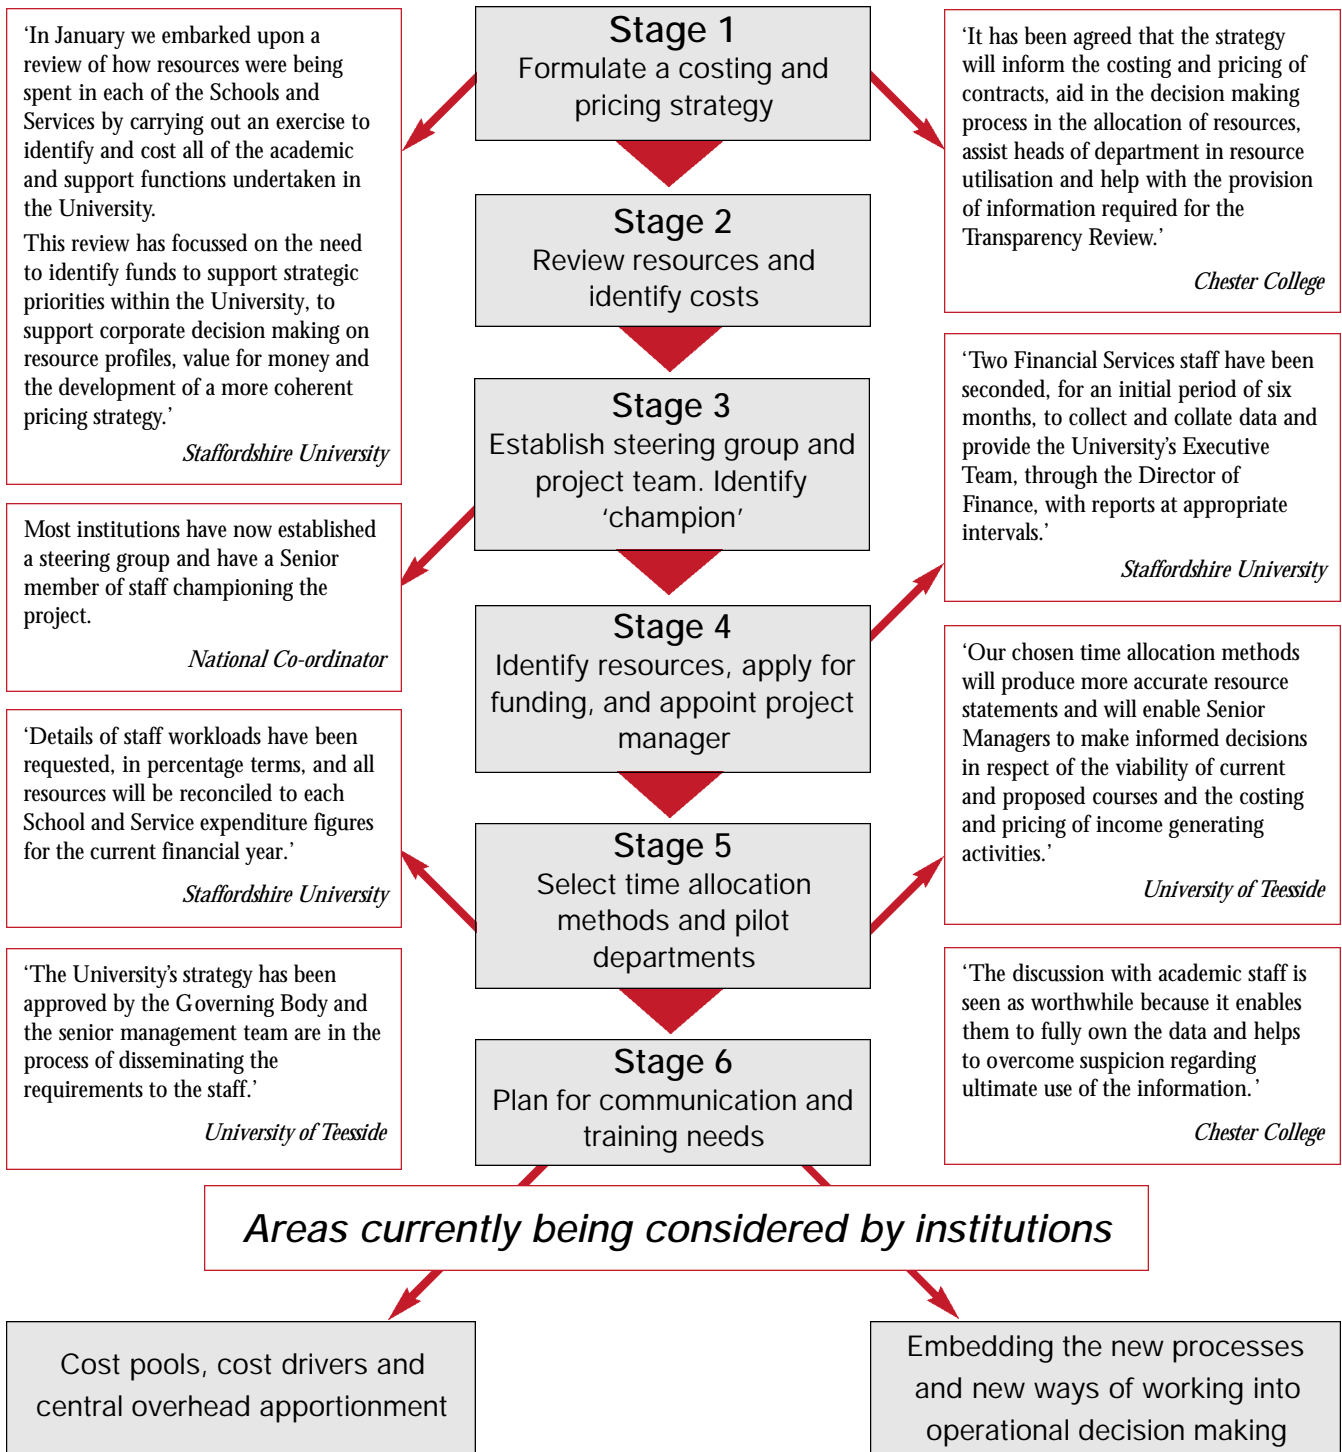 ‘In January we embarked upon a
review of how resources were being
spent in each of the Schools and
Services by carrying out an exercise to
identify and cost all of the academic
and support functions undertaken in
the University.
This review has focussed on the need
to identify funds to support strategic
priorities within the University, to
support corporate decision making on
resource profiles, value for money and
the development of a more coherent
pricing strategy.’
Staffordshire University
Stage 1
Formulate a costing and
pricing strategy
‘It has been agreed that the strategy
will inform the costing and pricing of
contracts, aid in the decision making
process in the allocation of resources,
assist heads of department in resource
utilisation and help with the provision
of information required for the
Transparency Review.’
Chester College
Stage 2
Review resources and
identify costs
Stage 3
Establish steering group and
project team. Identify
‘champion’
‘Two Financial Services staff have been
seconded, for an initial period of six
months, to collect and collate data and
provide the University’s Executive
Team, through the Director of
Finance, with reports at appropriate
intervals.’
Staffordshire University
Most institutions have now established
a steering group and have a Senior
member of staff championing the
project.
National Co-ordinator
Stage 4
Identify resources, apply for
funding, and appoint project
manager
‘Our chosen time allocation methods
will produce more accurate resource
statements and will enable Senior
Managers to make informed decisions
in respect of the viability of current
and proposed courses and the costing
and pricing of income generating
activities.’
University of Teesside
‘Details of staff workloads have been
requested, in percentage terms, and all
resources will be reconciled to each
School and Service expenditure figures
for the current financial year.’
Staffordshire University
Stage 5
Select time allocation
methods and pilot
departments
‘The University’s strategy has been
approved by the Governing Body and
the senior management team are in the
process of disseminating the
requirements to the staff.’
University of Teesside
Stage 6
Plan for communication and
training needs
‘The discussion with academic staff is
seen as worthwhile because it enables
them to fully own the data and helps
to overcome suspicion regarding
ultimate use of the information.’
Chester College
Areas currently being considered by institutions
Cost pools, cost drivers and
central overhead apportionment
Embedding the new processes
and new ways of working into
operational decision making